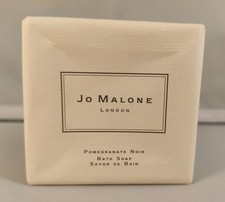 Jo Malone
London
Pomegranate Noir
Bath Soap
Savon de Bain